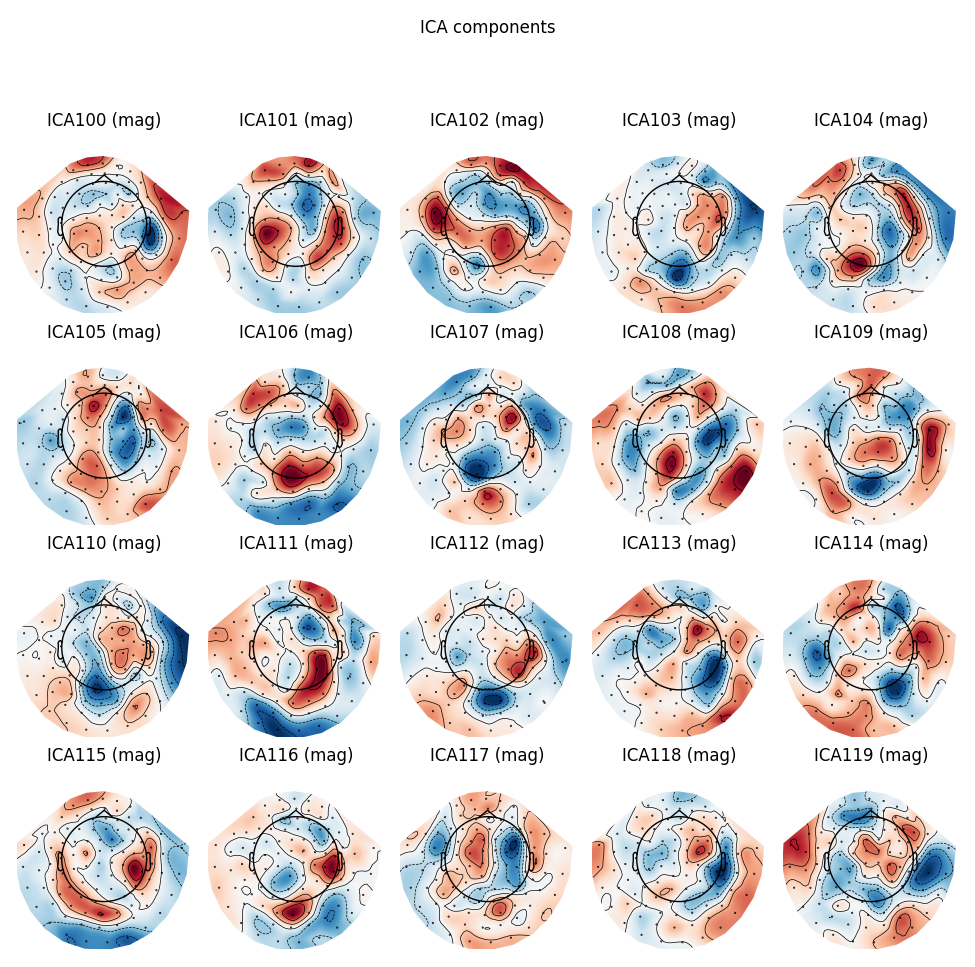 ICA components
ICA100 (mag) ICA101 (mag) ICA102 (mag) ICA103 (mag) ICA104 (mag)
ICA105 (mag) ICA106 (mag) ICA107 (mag) ICA108 (mag) ICA109 (mag)
ICA110 (mag) ICA111 (mag) ICA112 (mag) ICA113 (mag) ICA114 (mag)
ICA115 (mag) ICA116 (mag) ICA117 (mag) ICA118 (mag) ICA119 (mag)